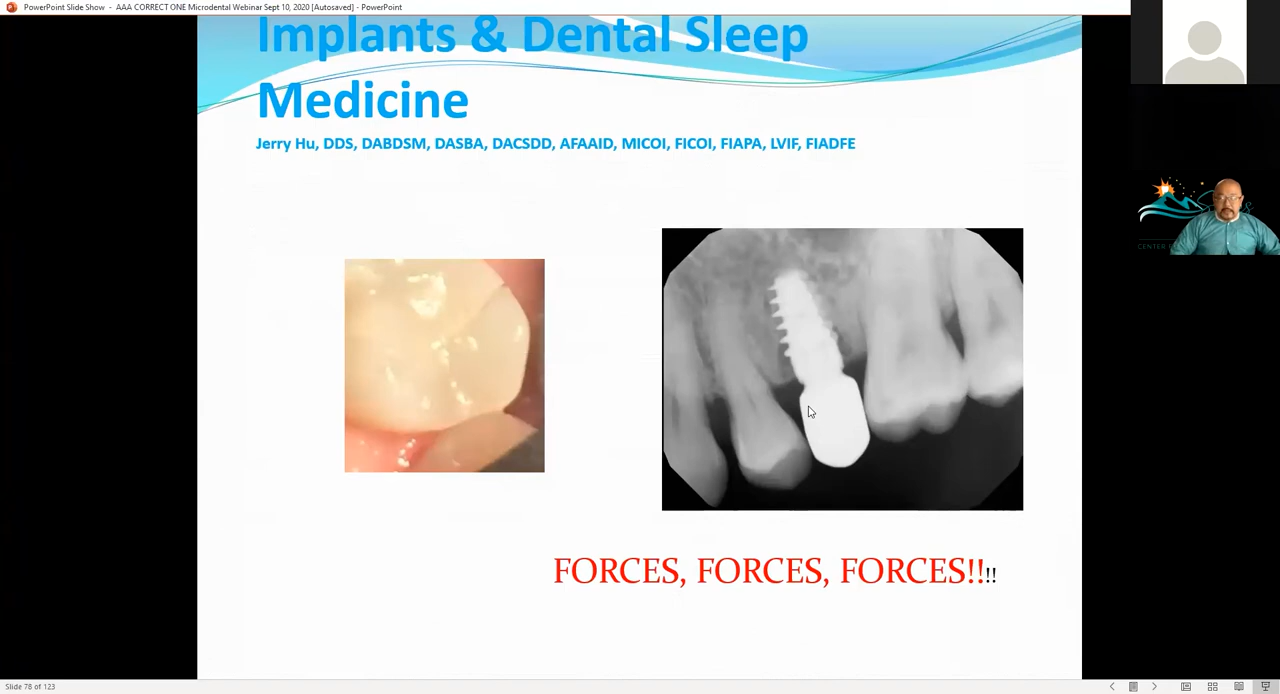 PowerPoint Slide Show - AAA CORRECT ONE Microdental Webinar Sept 10, 2020 [Autosaved] - PowerPoint
Implants & Dental Sleep
Medicine
Jerry Hu, DDS, DABDSM, DASBA, DACSDD, AFAAID, MICOI, FICOI, FIAPA, LVIF, FIADFE
CENTER
FORCES, FORCES, FORCES!!!!
Slide 78 of 123